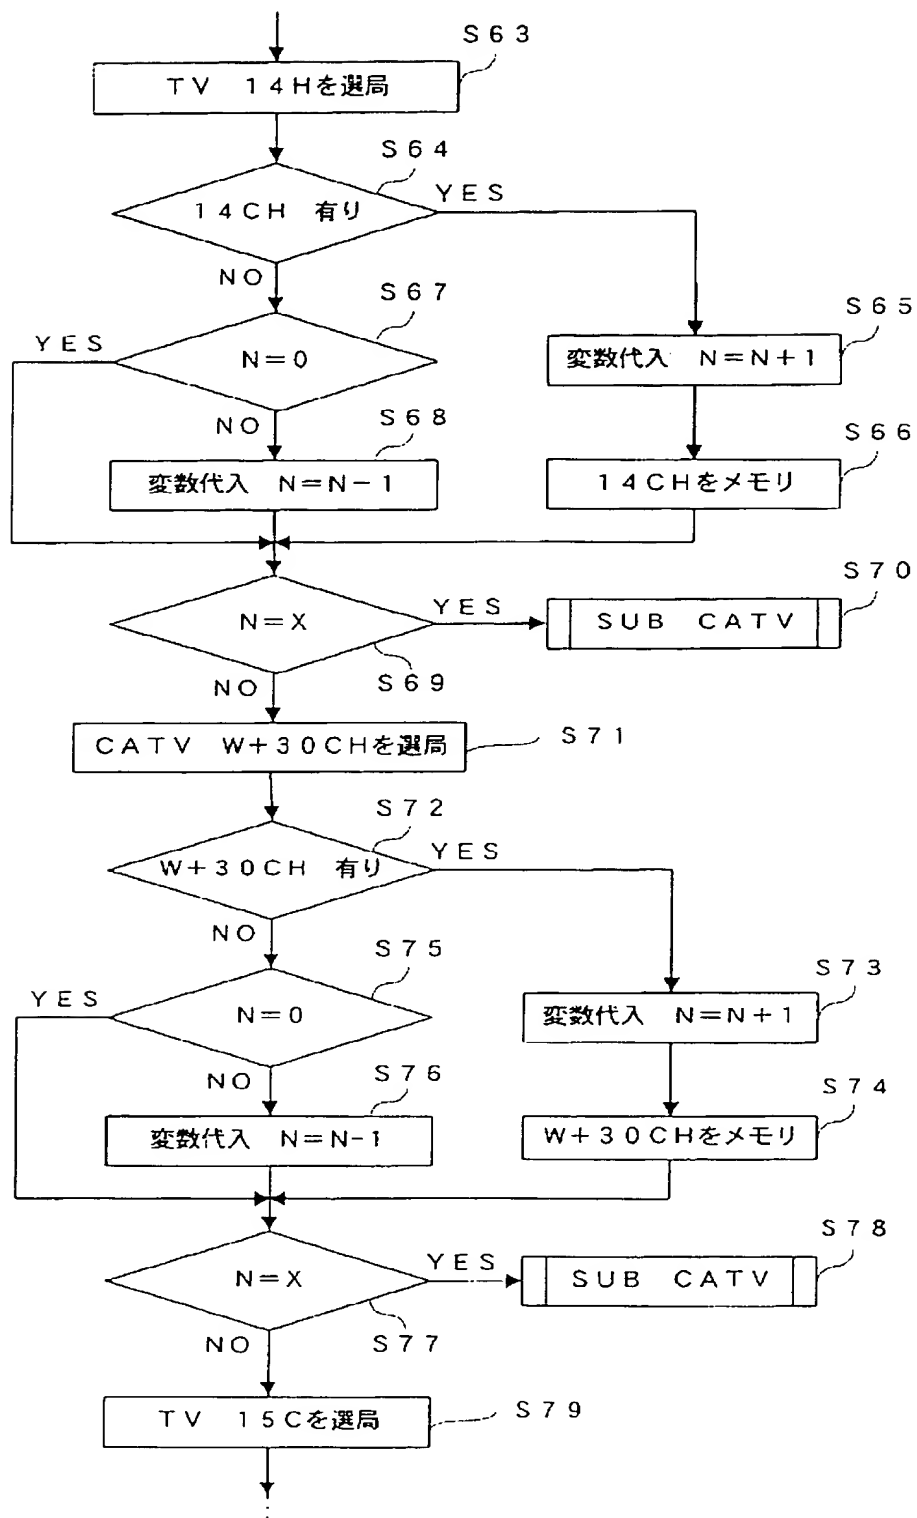 S63
TV 14Hを選局
S64
14CH 有り
YES
NO
S67
S65
YES
N=0
変数代入 N=N+1
NO
S68
S66
変数代入 N=N-1
14CHをメモリ
S70
N=X
YES
SUB CATV
S69
NO
CATV W+30CHを選局
S71
S72
W+30CH 有り
YES
NO
S75
S73
YES
N=0
変数代入 N=N+1
NO
S76
S74
変数代入 N=N-1
W+30CHをメモリ
S78
N=X
YES
SUB CATV
S77
NO
TV 15Cを選局
S79